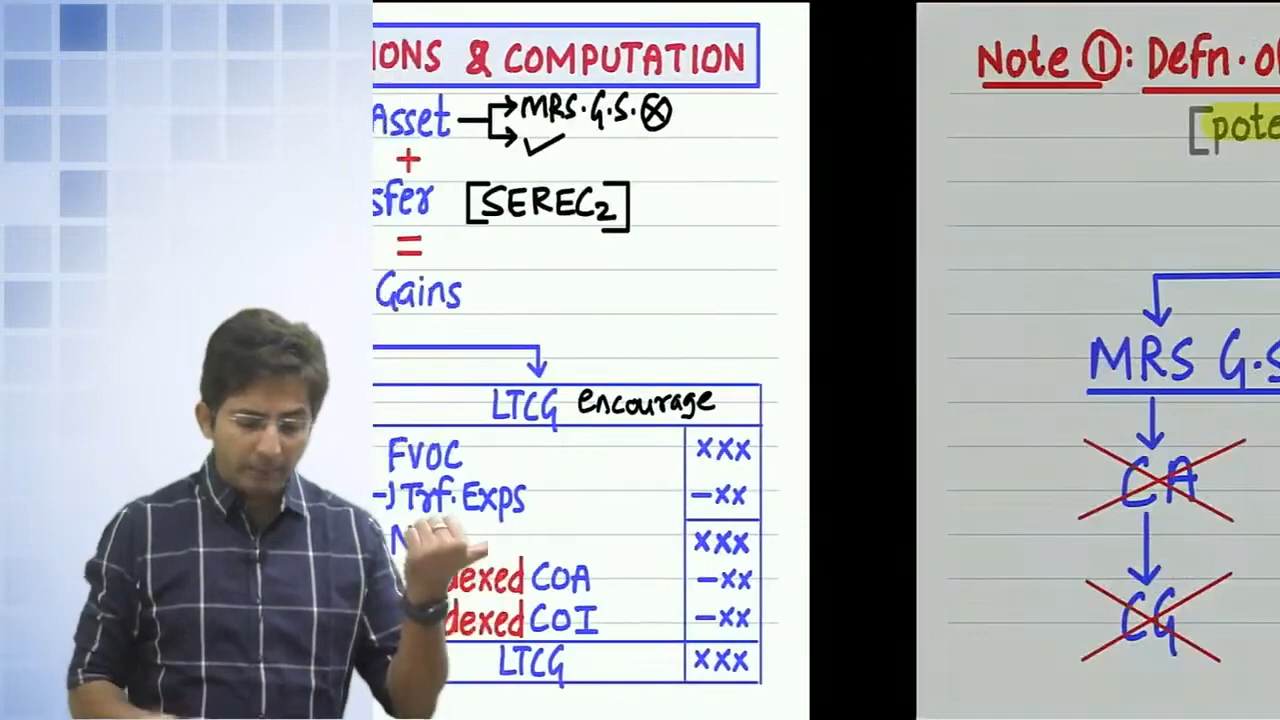 IONS & COMPUTATION
Asset → MRS.G.S. ⊗
→ ✓
+
sfer [SEREC2]
=
Gains
LTCG encourage
FVOC xxx
-) Trf. Exps -xx
N xxx
dexed COA -xx
dexed COI -xx
LTCG xxx
Note ①: Defn. of
[pote
MRS G.S
CA
CG